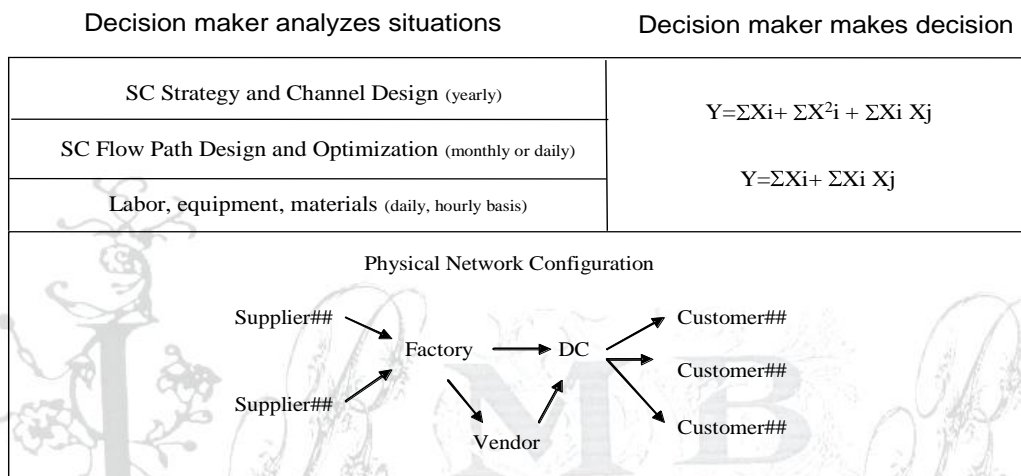 Decision maker analyzes situations
Decision maker makes decision
SC Strategy and Channel Design (yearly)
SC Flow Path Design and Optimization (monthly or daily)
Labor, equipment, materials (daily, hourly basis)
Y=ΣXi+ ΣX²i + ΣXi Xj
Y=ΣXi+ ΣXi Xj
Physical Network Configuration
Supplier##
Supplier##
Factory
DC
Vendor
Customer##
Customer##
Customer##
I M B